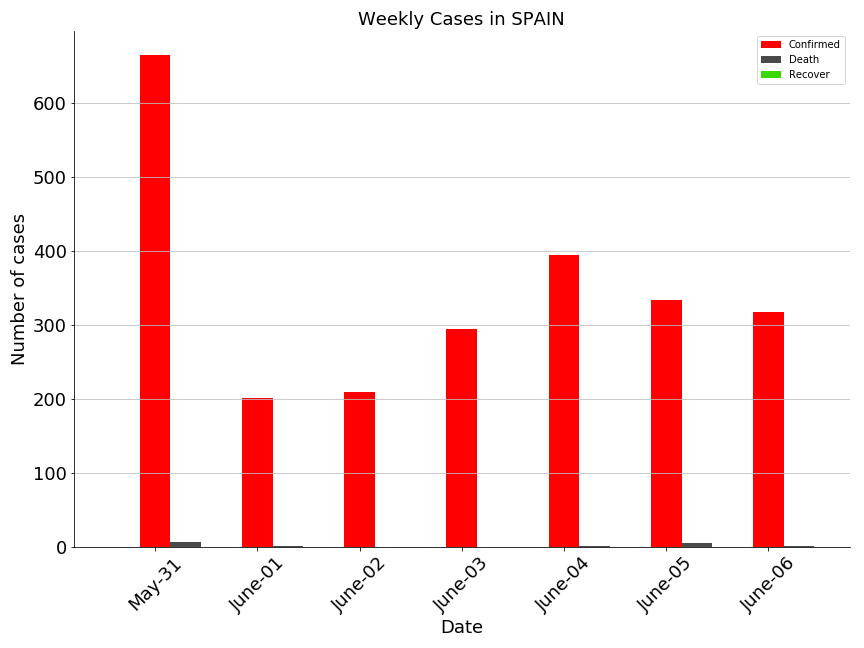 Weekly Cases in SPAIN
Confirmed
Death
Recover
Number of cases
600
500
400
300
200
100
0
May-31
June-01
June-02
June-03
June-04
June-05
June-06
Date